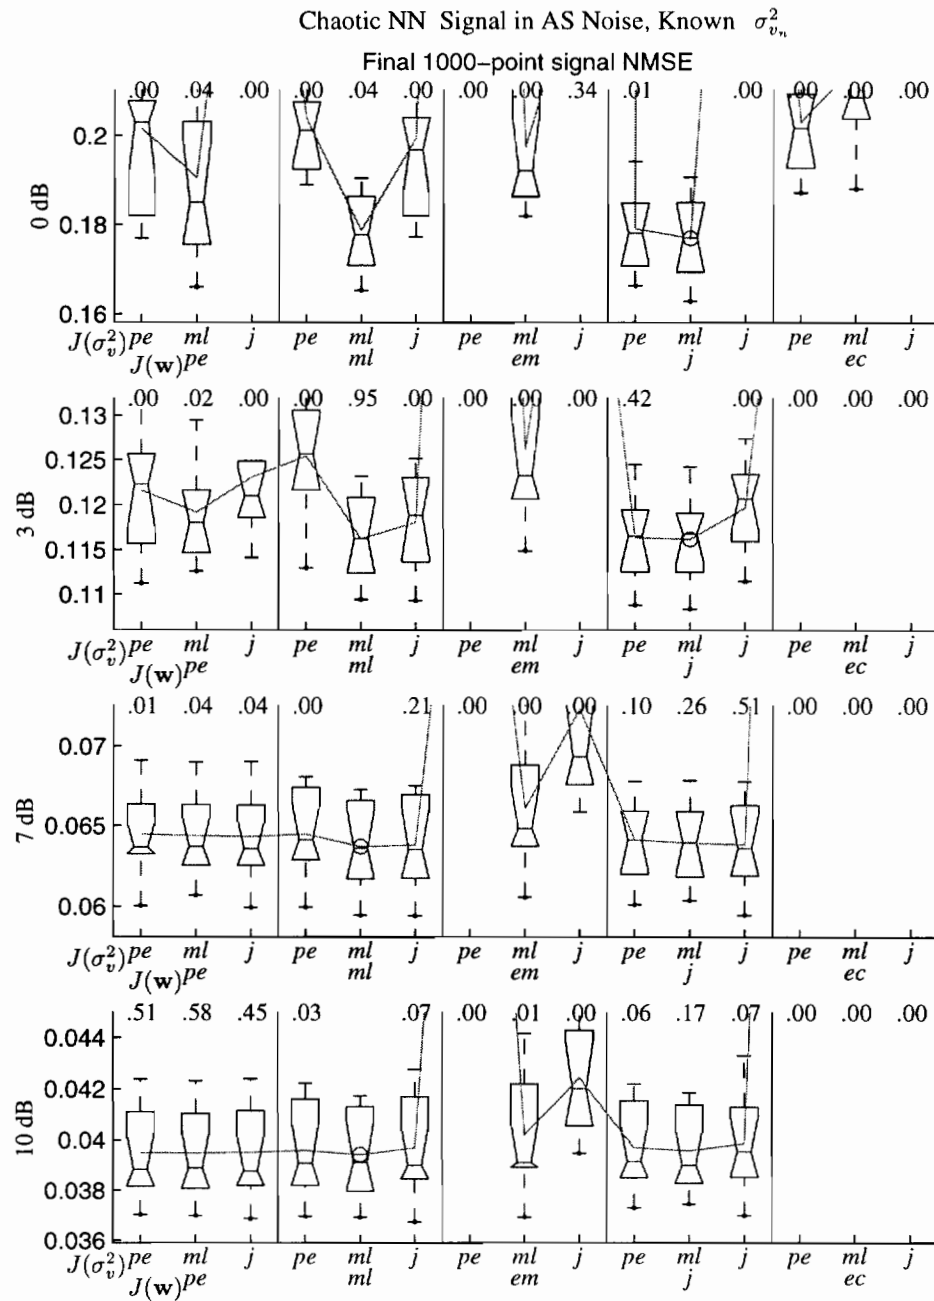 Chaotic NN Signal in AS Noise, Known σ²_{v_n}
Final 1000−point signal NMSE
.00 .04 .00 .00 .04 .00 .00 .00 .34 .01 .00 .00 .00 .00
0 dB
0.2
0.18
0.16
J(σ²_v) pe ml j pe ml j pe ml j pe ml j pe ml j
J(w) pe ml em j ec
.00 .02 .00 .00 .95 .00 .00 .00 .00 .42 .00 .00 .00 .00
3 dB
0.13
0.125
0.12
0.115
0.11
J(σ²_v) pe ml j pe ml j pe ml j pe ml j pe ml j
J(w) pe ml em j ec
.01 .04 .04 .00 .21 .00 .00 .00 .10 .26 .51 .00 .00 .00
7 dB
0.07
0.065
0.06
J(σ²_v) pe ml j pe ml j pe ml j pe ml j pe ml j
J(w) pe ml em j ec
.51 .58 .45 .03 .07 .00 .01 .00 .06 .17 .07 .00 .00 .00
10 dB
0.044
0.042
0.04
0.038
0.036
J(σ²_v) pe ml j pe ml j pe ml j pe ml j pe ml j
J(w) pe ml em j ec